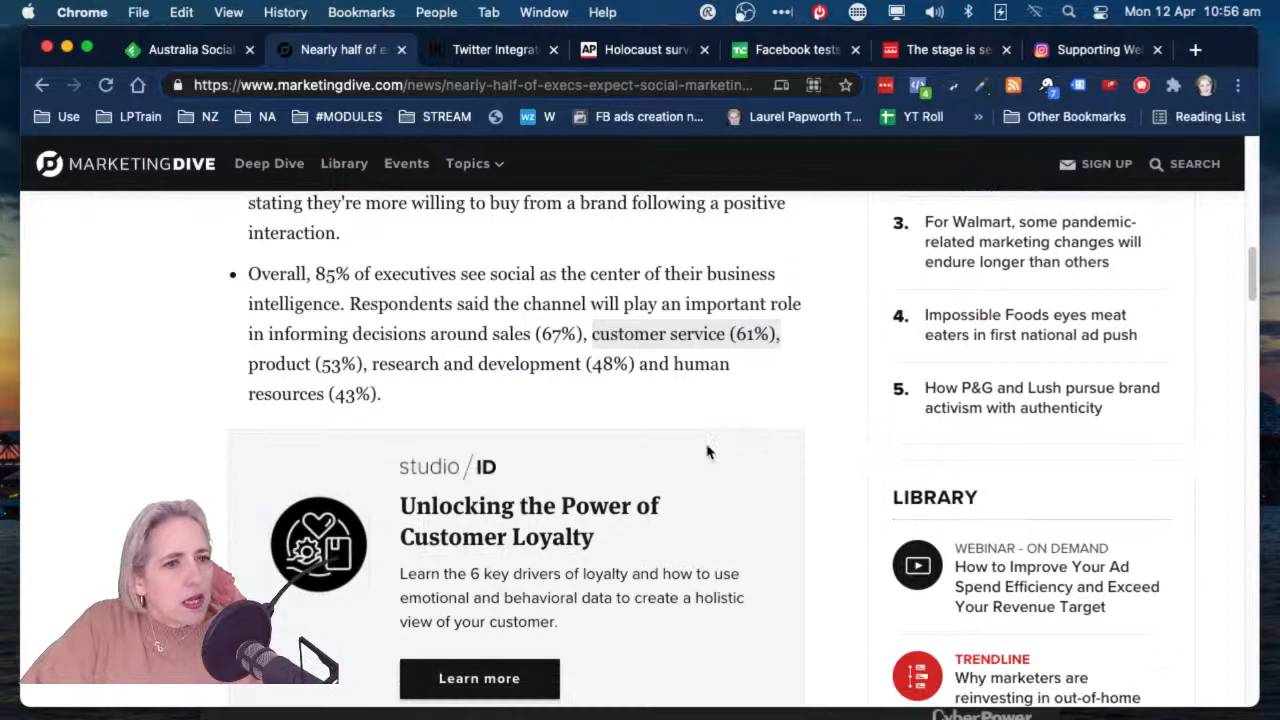 Chrome File Edit View History Bookmarks People Tab Window Help Mon 12 Apr 10:56 am
Australia Social
Nearly half of e
Twitter Integrat
AP Holocaust surv
TC Facebook tests
The stage is se
Supporting We
https://www.marketingdive.com/news/nearly-half-of-execs-expect-social-marketin...
4
7
Use LPTrain NZ NA #MODULES STREAM W FB ads creation n... Laurel Papworth T... YT Roll » Other Bookmarks Reading List
MARKETINGDIVE Deep Dive Library Events Topics SIGN UP SEARCH
stating they're more willing to buy from a brand following a positive
interaction.
• Overall, 85% of executives see social as the center of their business
intelligence. Respondents said the channel will play an important role
in informing decisions around sales (67%), customer service (61%),
product (53%), research and development (48%) and human
resources (43%).
studio/ID
Unlocking the Power of
Customer Loyalty
Learn the 6 key drivers of loyalty and how to use
emotional and behavioral data to create a holistic
view of your customer.
Learn more
3. For Walmart, some pandemic-
related marketing changes will
endure longer than others
4. Impossible Foods eyes meat
eaters in first national ad push
5. How P&G and Lush pursue brand
activism with authenticity
LIBRARY
WEBINAR - ON DEMAND
How to Improve Your Ad
Spend Efficiency and Exceed
Your Revenue Target
TRENDLINE
Why marketers are
reinvesting in out-of-home
CyberPower